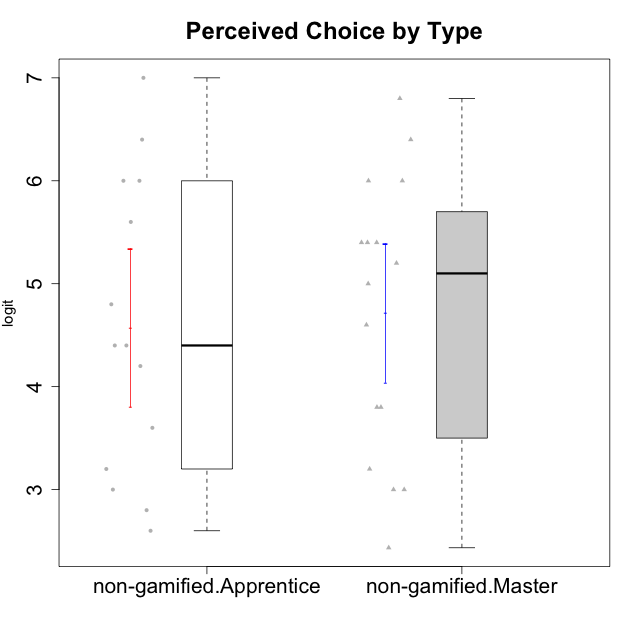 Perceived Choice by Type
7
6
5
4
3
logit
non-gamified.Apprentice
non-gamified.Master